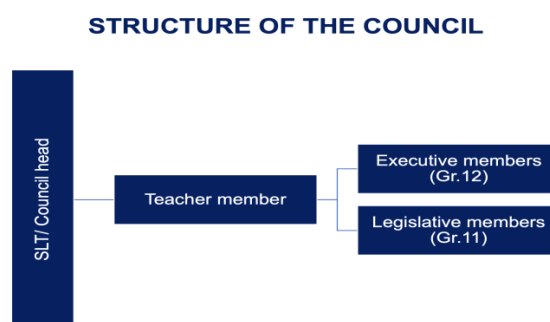 STRUCTURE OF THE COUNCIL
SLT/ Council head
Teacher member
Executive members
(Gr.12)
Legislative members
(Gr.11)